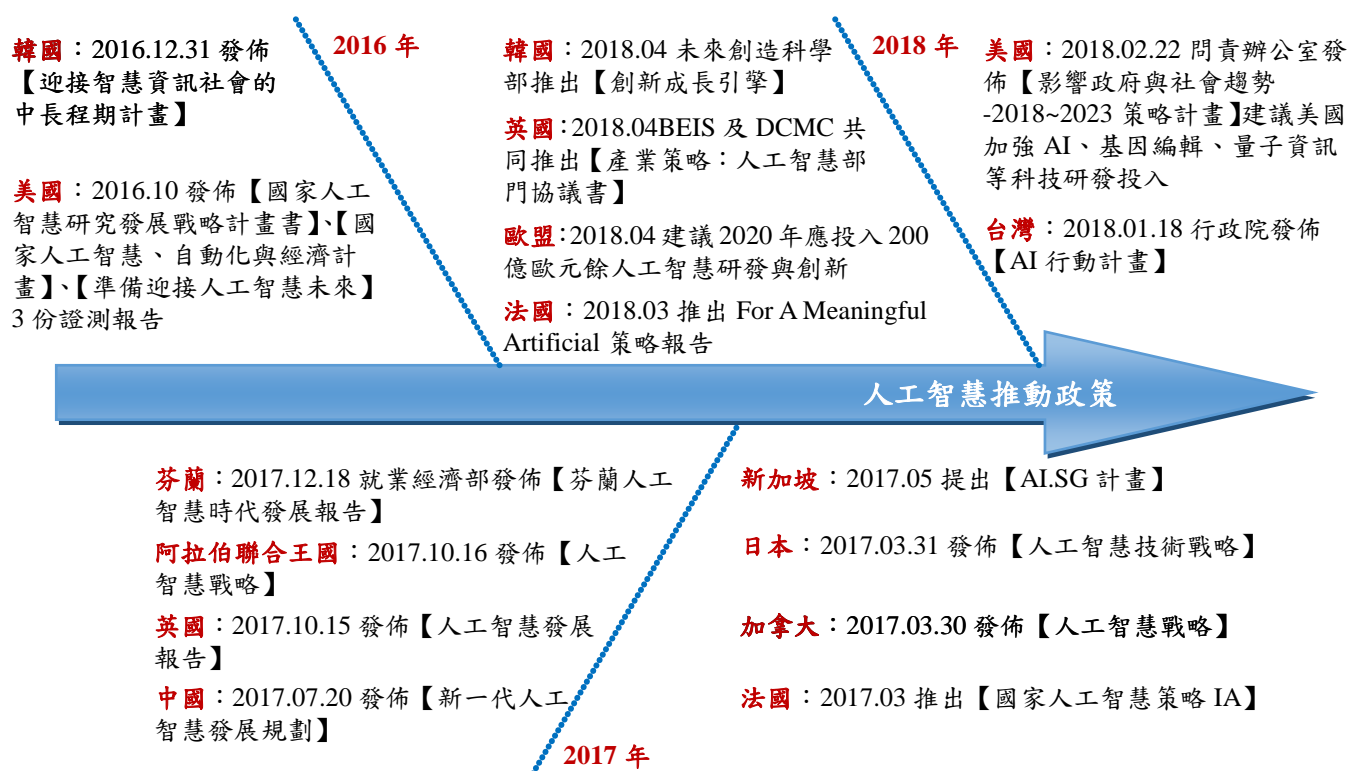 2016 年
韓國：2016.12.31 發佈
【迎接智慧資訊社會的
中長程期計畫】
美國：2016.10 發佈【國家人工
智慧研究發展戰略計畫書】、【國
家人工智慧、自動化與經濟計
畫】、【準備迎接人工智慧未來】
3 份證測報告
2018 年
韓國：2018.04 未來創造科學
部推出【創新成長引擎】
英國：2018.04BEIS 及 DCMC 共
同推出【產業策略：人工智慧部
門協議書】
歐盟：2018.04 建議 2020 年應投入 200
億歐元餘人工智慧研發與創新
法國：2018.03 推出 For A Meaningful
Artificial 策略報告
美國：2018.02.22 問責辦公室發
佈【影響政府與社會趨勢
-2018~2023 策略計畫】建議美國
加強 AI、基因編輯、量子資訊
等科技研發投入
台灣：2018.01.18 行政院發佈
【AI 行動計畫】
人工智慧推動政策
芬蘭：2017.12.18 就業經濟部發佈【芬蘭人工
智慧時代發展報告】
阿拉伯聯合王國：2017.10.16 發佈【人工
智慧戰略】
英國：2017.10.15 發佈【人工智慧發展
報告】
中國：2017.07.20 發佈【新一代人工
智慧發展規劃】
2017 年
新加坡：2017.05 提出【AI.SG 計畫】
日本：2017.03.31 發佈【人工智慧技術戰略】
加拿大：2017.03.30 發佈【人工智慧戰略】
法國：2017.03 推出【國家人工智慧策略 IA】